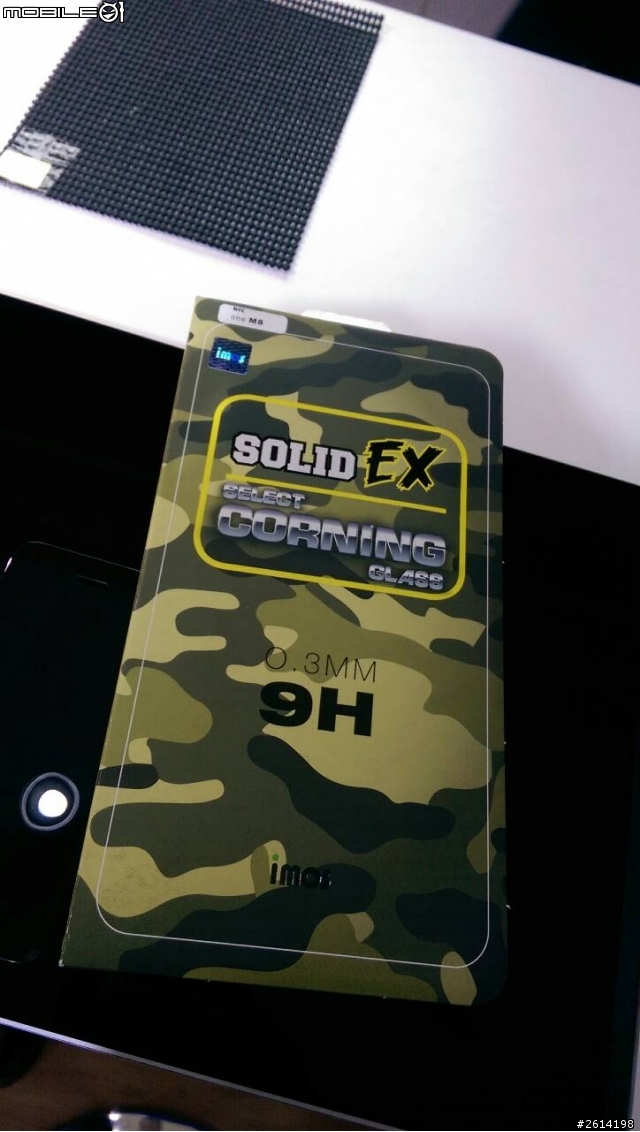 MOBILE01
htc
one M8
imos
SOLID EX
SELECT
CORNING
GLASS
0.3MM
9H
imos
#2614198